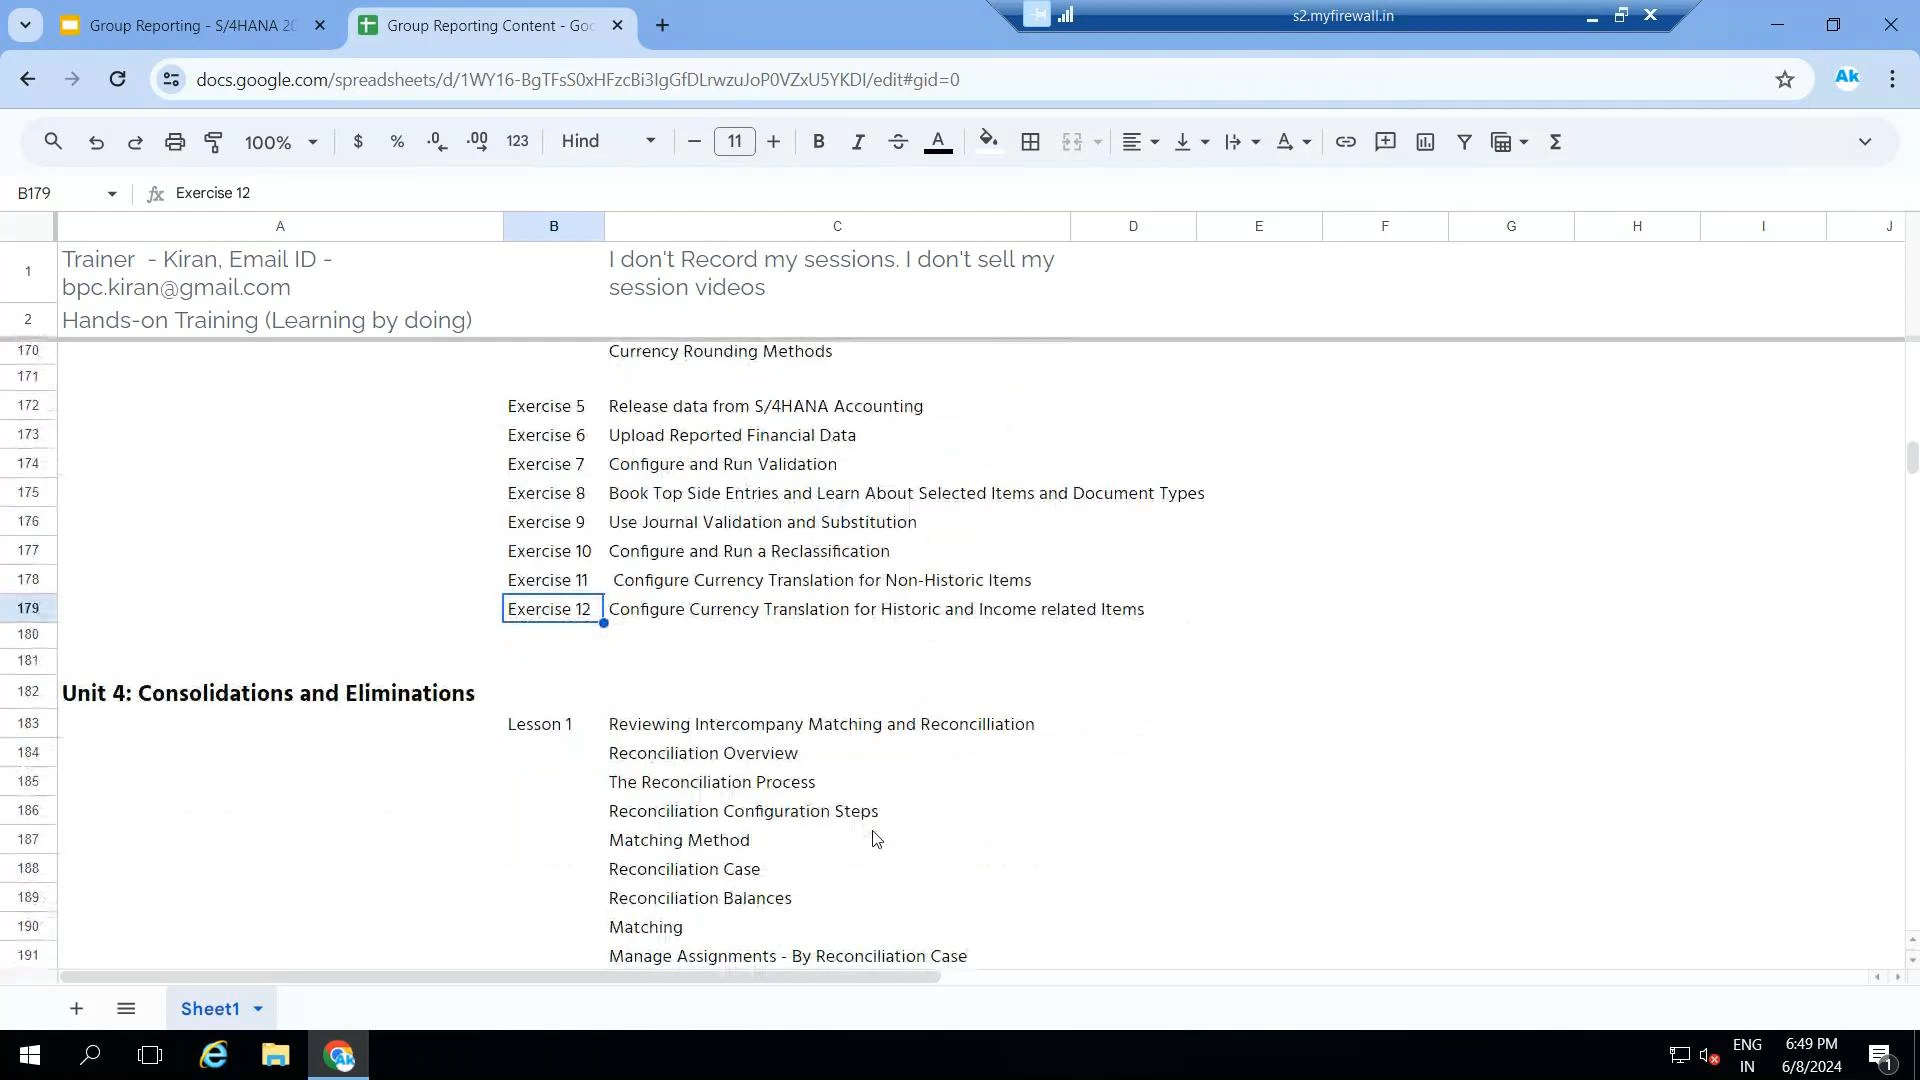 Group Reporting - S/4HANA 20
Group Reporting Content - Goo
s2.myfirewall.in
docs.google.com/spreadsheets/d/1WY16-BgTFsS0xHFzcBi3IgGfDLrwzuJoP0VZxU5YKDI/edit#gid=0
Ak
100% $ % .0 .00 123 Hind 11 B I A A Σ
B179 fx Exercise 12
A B C D E F G H I J
1 Trainer - Kiran, Email ID - I don't Record my sessions. I don't sell my
bpc.kiran@gmail.com session videos
2 Hands-on Training (Learning by doing)
170 Currency Rounding Methods
171
172 Exercise 5 Release data from S/4HANA Accounting
173 Exercise 6 Upload Reported Financial Data
174 Exercise 7 Configure and Run Validation
175 Exercise 8 Book Top Side Entries and Learn About Selected Items and Document Types
176 Exercise 9 Use Journal Validation and Substitution
177 Exercise 10 Configure and Run a Reclassification
178 Exercise 11 Configure Currency Translation for Non-Historic Items
179 Exercise 12 Configure Currency Translation for Historic and Income related Items
180
181
182 Unit 4: Consolidations and Eliminations
183 Lesson 1 Reviewing Intercompany Matching and Reconcilliation
184 Reconciliation Overview
185 The Reconciliation Process
186 Reconciliation Configuration Steps
187 Matching Method
188 Reconciliation Case
189 Reconciliation Balances
190 Matching
191 Manage Assignments - By Reconciliation Case
Sheet1
Ak
ENG 6:49 PM
IN 6/8/2024 1